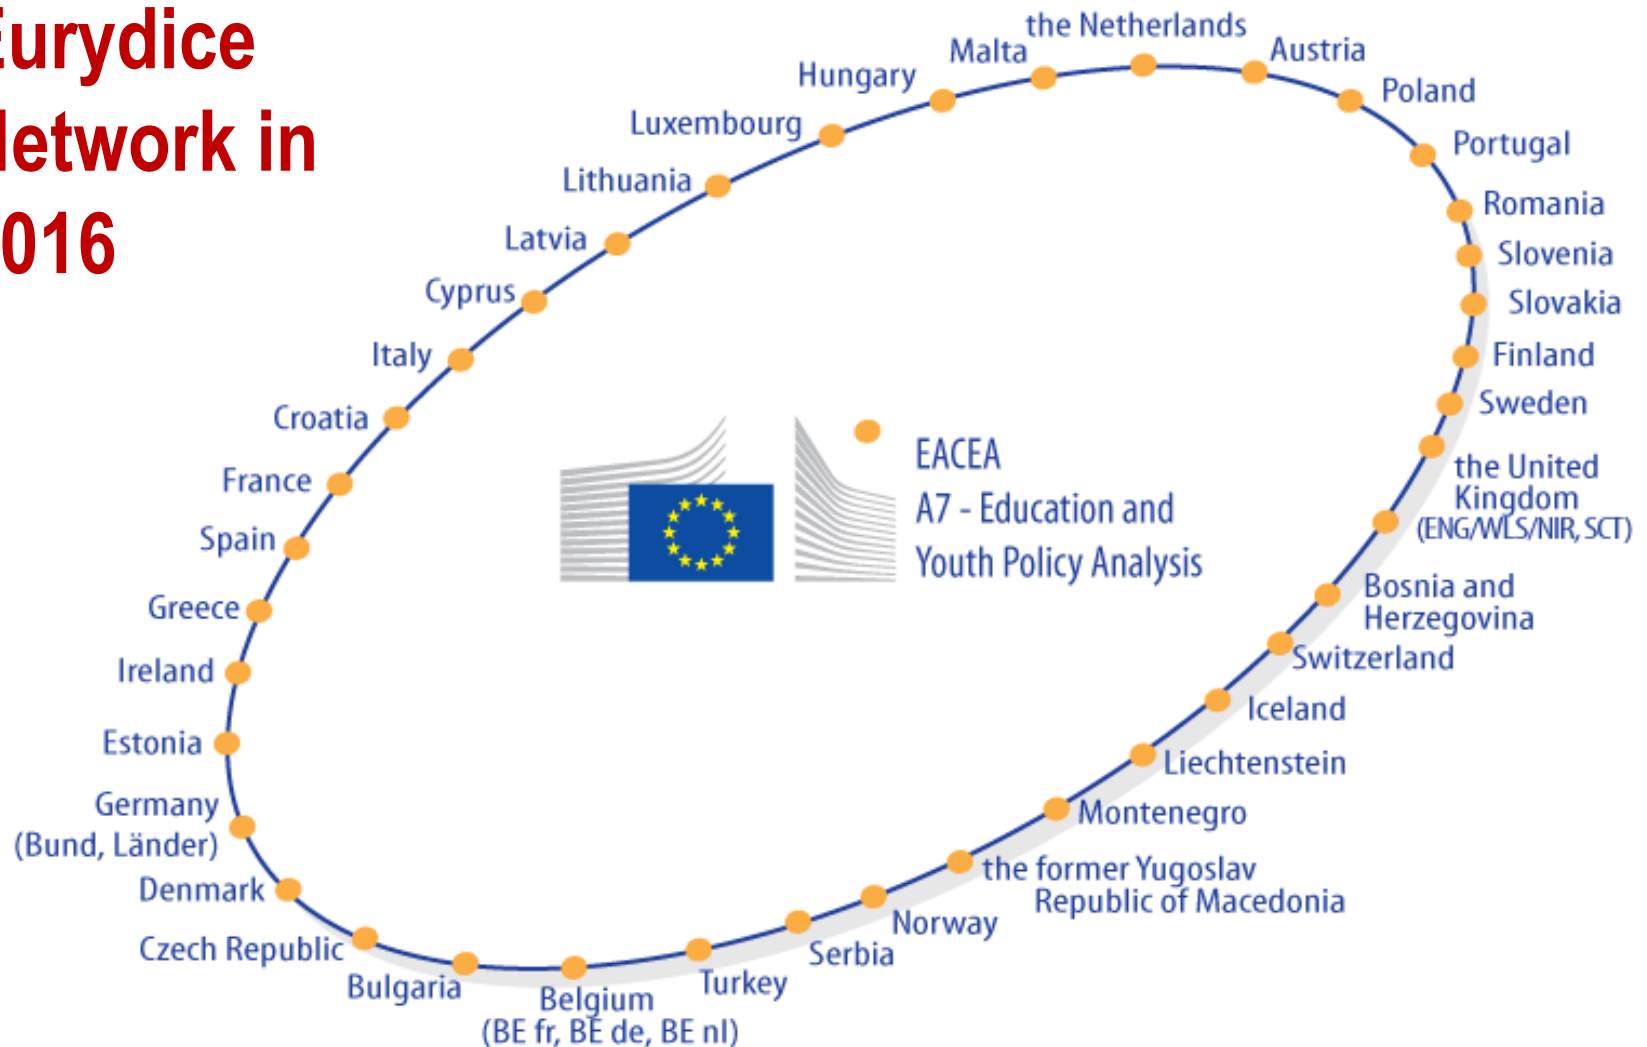 Eurydice
Network in
2016
the Netherlands
Malta
Austria
Hungary
Poland
Luxembourg
Portugal
Lithuania
Romania
Latvia
Slovenia
Cyprus
Slovakia
Italy
Finland
Croatia
Sweden
EACEA
A7 - Education and
Youth Policy Analysis
France
the United
Kingdom
(ENG/WLS/NIR, SCT)
Spain
Bosnia and
Herzegovina
Greece
Switzerland
Ireland
Iceland
Estonia
Liechtenstein
Germany
(Bund, Länder)
Montenegro
Denmark
the former Yugoslav
Republic of Macedonia
Czech Republic
Norway
Bulgaria
Serbia
Belgium
(BE fr, BE de, BE nl)
Turkey